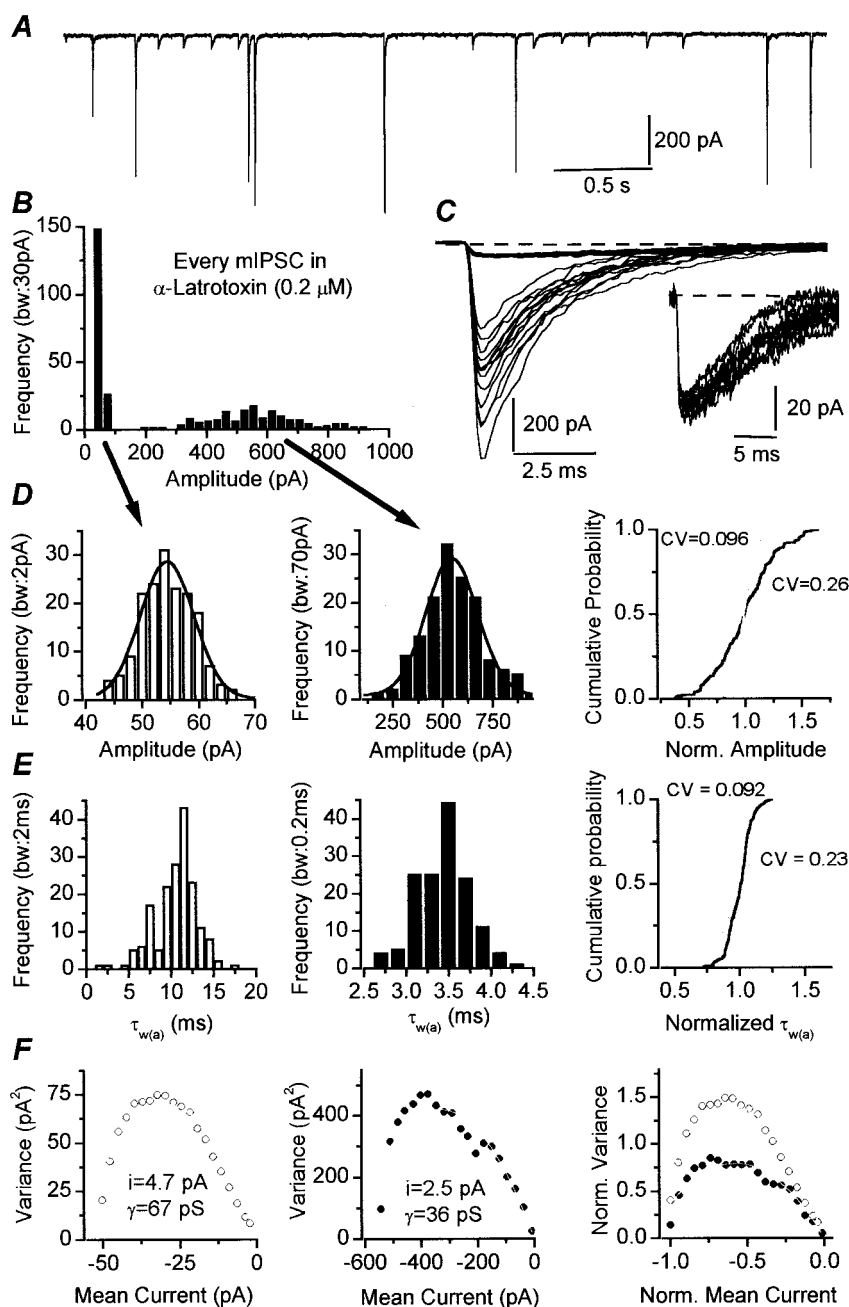 A
200 pA
0.5 s
B
150
100
50
0
Frequency (bw:30pA)
Every mIPSC in
α-Latrotoxin (0.2 μM)
0 200 400 600 800 1000
Amplitude (pA)
C
200 pA
2.5 ms
20 pA
5 ms
D
30
20
10
0
Frequency (bw:2pA)
40 50 60 70
Amplitude (pA)
30
20
10
0
Frequency (bw:70pA)
250 500 750
Amplitude (pA)
1.0
0.5
0.0
Cumulative Probability
CV=0.096
CV=0.26
0.5 1.0 1.5
Norm. Amplitude
E
40
30
20
10
0
Frequency (bw:2ms)
0 5 10 15 20
τw(a) (ms)
40
30
20
10
0
Frequency (bw:0.2ms)
2.5 3.0 3.5 4.0 4.5
τw(a) (ms)
1.0
0.5
0.0
Cumulative probability
CV = 0.092
CV = 0.23
0.5 1.0 1.5
Normalized τw(a)
F
75
50
25
0
Variance (pA²)
i=4.7 pA
γ=67 pS
-50 -25 0
Mean Current (pA)
400
200
0
Variance (pA²)
i=2.5 pA
γ=36 pS
-600 -400 -200 0
Mean Current (pA)
1.5
1.0
0.5
0.0
Norm. Variance
-1.0 -0.5 0.0
Norm. Mean Current